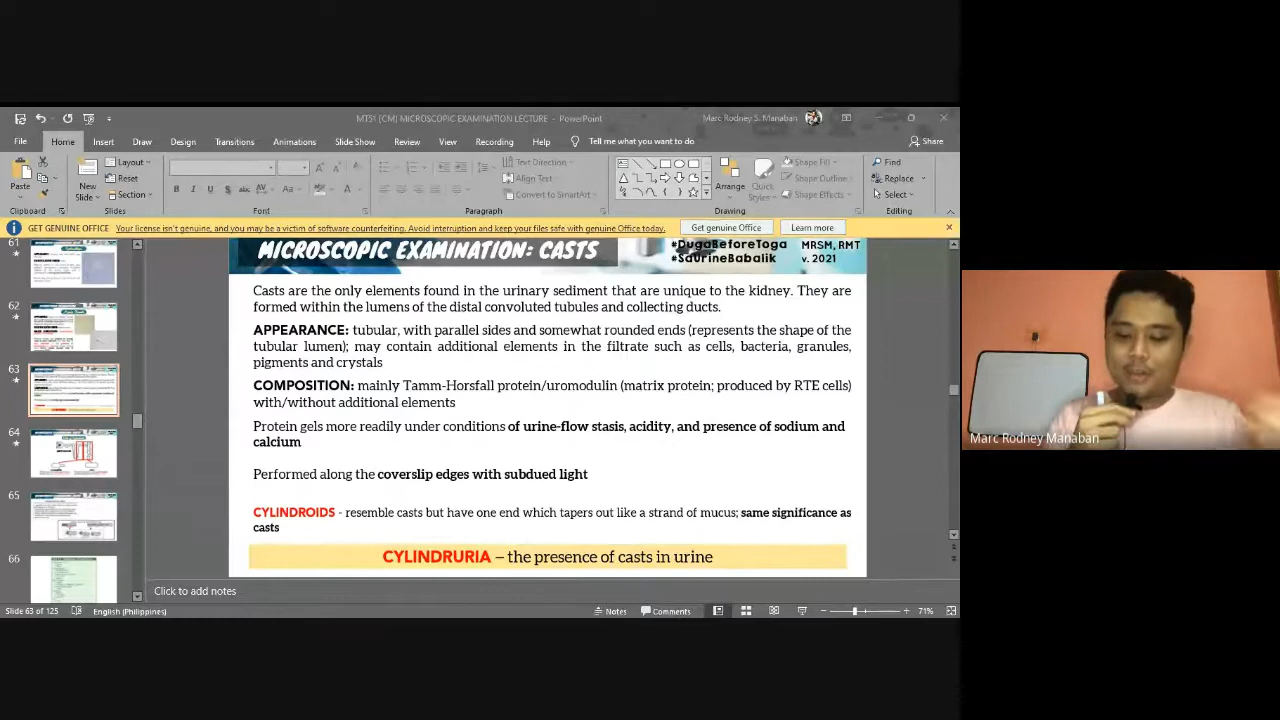 MT51 (CM) MICROSCOPIC EXAMINATION LECTURE - PowerPoint
Marc Rodney S. Manaban
File Home Insert Draw Design Transitions Animations Slide Show Review View Recording Help Tell me what you want to do Share
Paste
New Slide
Layout
Reset
Section
Text Direction
Align Text
Convert to SmartArt
Arrange
Quick Styles
Shape Fill
Shape Outline
Shape Effects
Find
Replace
Select
Clipboard Slides Font Paragraph Drawing Editing
GET GENUINE OFFICE Your license isn't genuine, and you may be a victim of software counterfeiting. Avoid interruption and keep your files safe with genuine Office today. Get genuine Office Learn more
61
62
63
64
65
66
MICROSCOPIC EXAMINATION: CASTS
#DugaBeforeTaga
#SaUrineBabalik
MRSM, RMT
v. 2021
Casts are the only elements found in the urinary sediment that are unique to the kidney. They are
formed within the lumens of the distal convoluted tubules and collecting ducts.
APPEARANCE: tubular, with parallel sides and somewhat rounded ends (represents the shape of the
tubular lumen); may contain additional elements in the filtrate such as cells, bacteria, granules,
pigments and crystals
COMPOSITION: mainly Tamm-Horsfall protein/uromodulin (matrix protein; produced by RTE cells)
with/without additional elements
Protein gels more readily under conditions of urine-flow stasis, acidity, and presence of sodium and
calcium
Performed along the coverslip edges with subdued light
CYLINDROIDS - resemble casts but have one end which tapers out like a strand of mucus; same significance as
casts
CYLINDRURIA – the presence of casts in urine
Click to add notes
Slide 63 of 125 English (Philippines) Notes Comments 71%
Marc Rodney Manaban